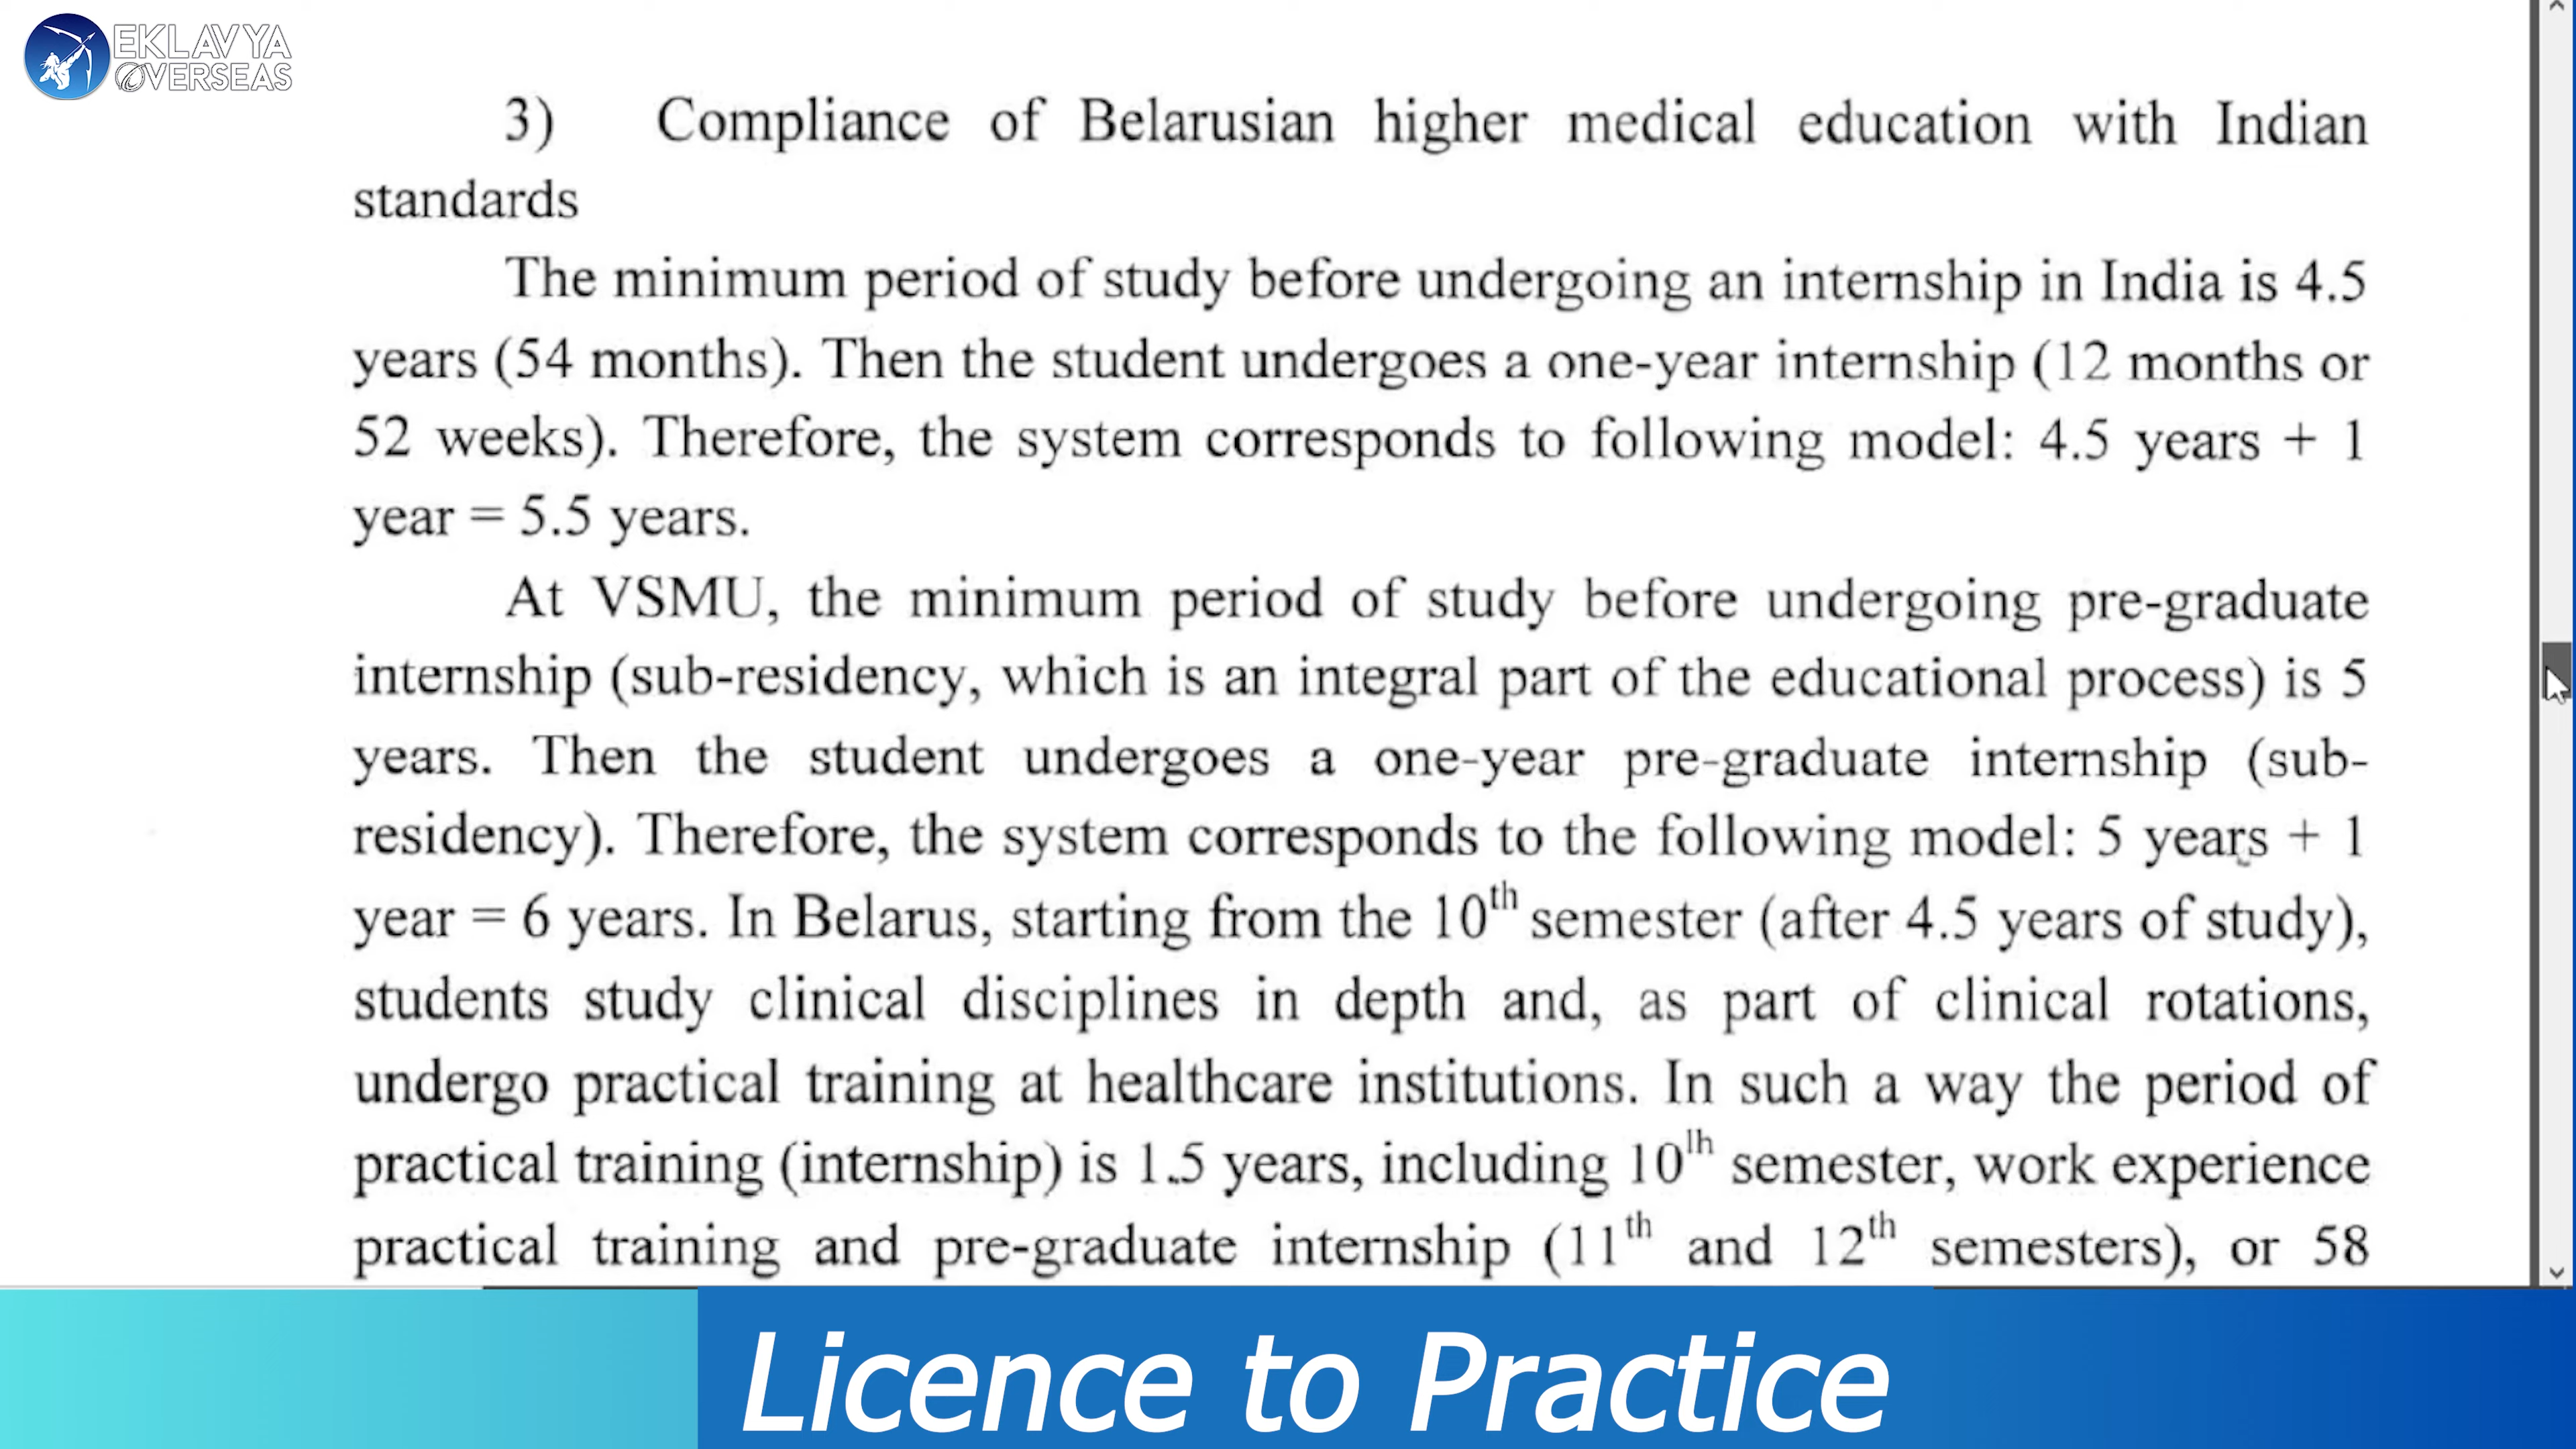 EKLAVYA
OVERSEAS
3) Compliance of Belarusian higher medical education with Indian
standards
The minimum period of study before undergoing an internship in India is 4.5
years (54 months). Then the student undergoes a one-year internship (12 months or
52 weeks). Therefore, the system corresponds to following model: 4.5 years + 1
year = 5.5 years.
At VSMU, the minimum period of study before undergoing pre-graduate
internship (sub-residency, which is an integral part of the educational process) is 5
years. Then the student undergoes a one-year pre-graduate internship (sub-
residency). Therefore, the system corresponds to the following model: 5 years + 1
year = 6 years. In Belarus, starting from the 10th semester (after 4.5 years of study),
students study clinical disciplines in depth and, as part of clinical rotations,
undergo practical training at healthcare institutions. In such a way the period of
practical training (internship) is 1.5 years, including 10th semester, work experience
practical training and pre-graduate internship (11th and 12th semesters), or 58
Licence to Practice